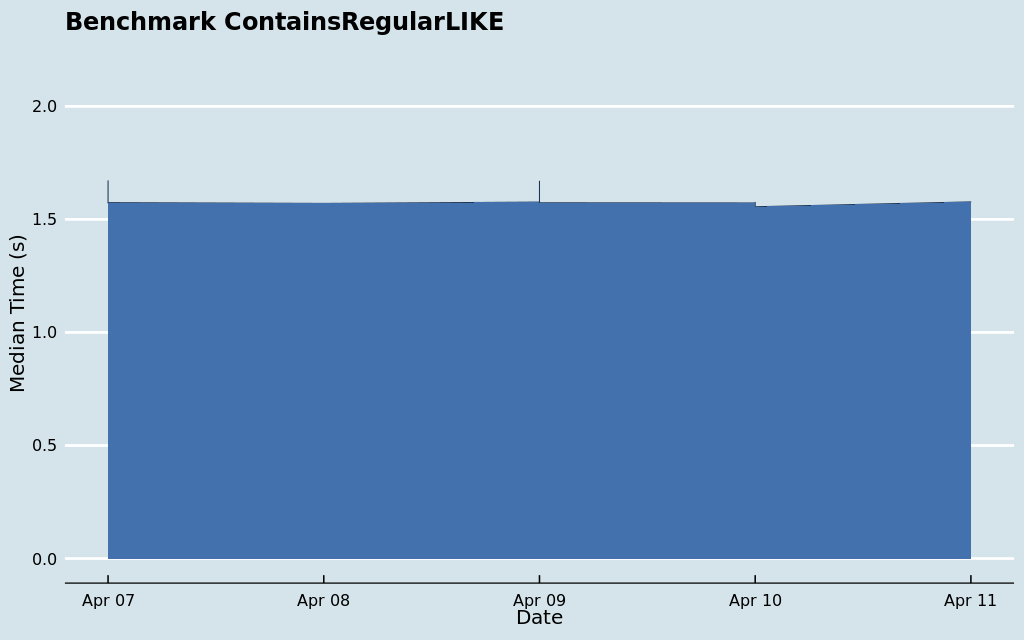 Benchmark ContainsRegularLIKE
2.0
1.5
1.0
0.5
0.0
Median Time (s)
Apr 07 Apr 08 Apr 09 Apr 10 Apr 11
Date